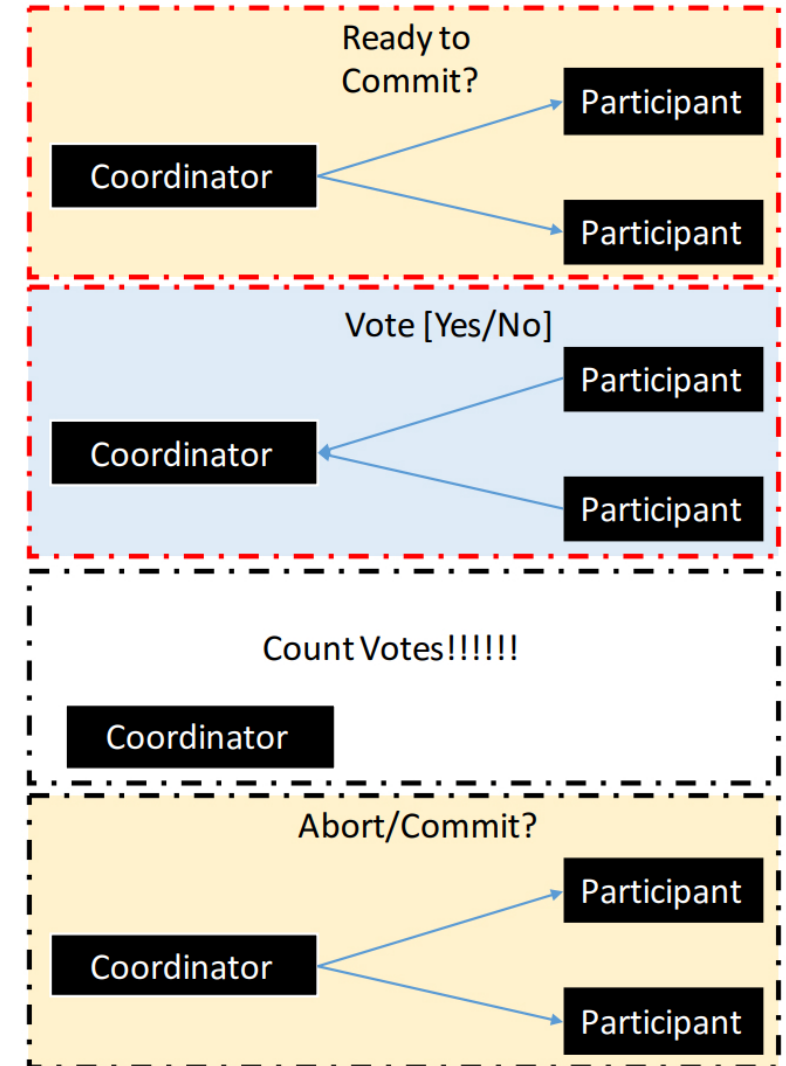 Ready to
Commit?
Participant
Coordinator
Participant
Vote [Yes/No]
Participant
Coordinator
Participant
Count Votes!!!!!!
Coordinator
Abort/Commit?
Participant
Coordinator
Participant